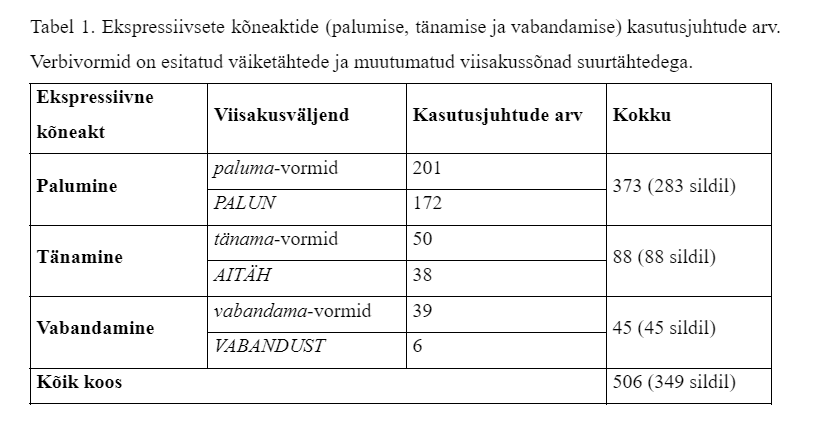 Tabel 1. Ekspressiivsete kõneaktide (palumise, tänamise ja vabandamise) kasutusjuhtude arv.
Verbivormid on esitatud väiketähtede ja muutumatud viisakussõnad suurtähtedega.
Ekspressiivne kõneakt Viisakusväljend Kasutusjuhtude arv Kokku
Palumine paluma-vormid 201 373 (283 sildil)
PALUN 172
Tänamine tänama-vormid 50 88 (88 sildil)
AITÄH 38
Vabandamine vabandama-vormid 39 45 (45 sildil)
VABANDUST 6
Kõik koos 506 (349 sildil)